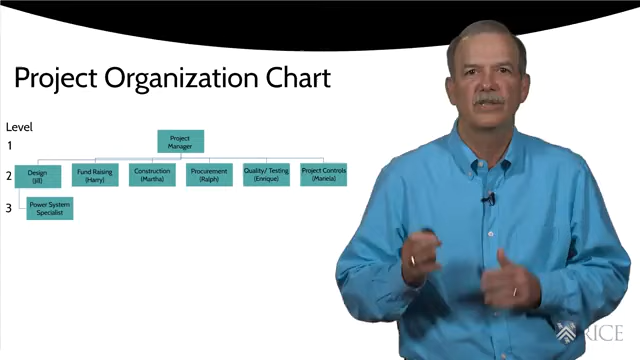 Project Organization Chart
Level
1
Project
Manager
2
Design
(Jill)
Fund Raising
(Harry)
Construction
(Martha)
Procurement
(Ralph)
Quality/ Testing
(Enrique)
Project Controls
(Mariela)
3
Power System
Specialist
RICE